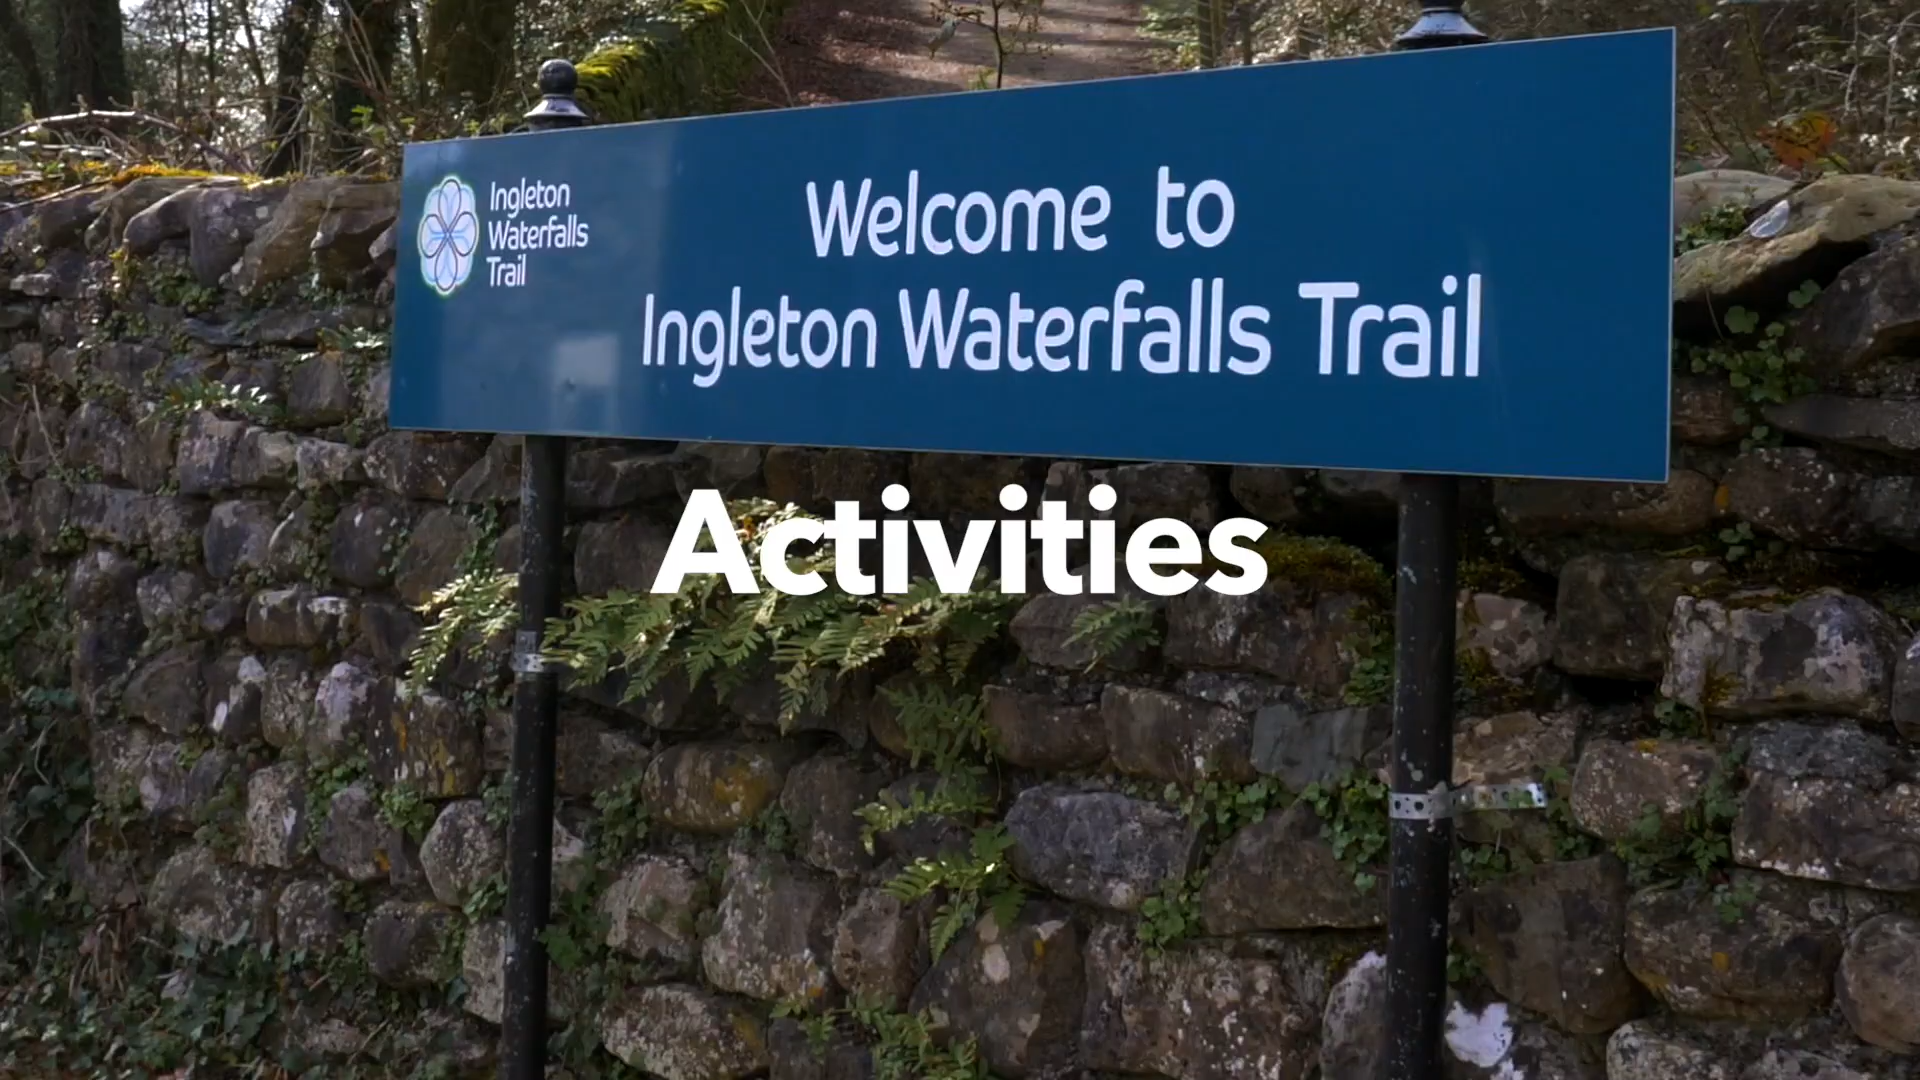 Ingleton
Waterfalls
Trail
Welcome to
Ingleton Waterfalls Trail
Activities